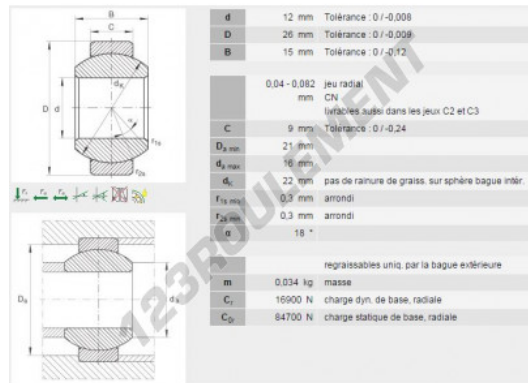 B
C
D
d
dK
α
r1s
r2s
Da
da
d 12 mm Tolérance : 0 / -0,008
D 26 mm Tolérance : 0 / -0,009
B 15 mm Tolérance : 0 / -0,12
0,04 - 0,082 jeu radial
mm CN
livrables aussi dans les jeux C2 et C3
C 9 mm Tolérance : 0 / -0,24
Da min 21 mm
da max 16 mm
dK 22 mm pas de rainure de graiss. sur sphère bague intér.
r1s min 0,3 mm arrondi
r2s min 0,3 mm arrondi
α 18 °
regraissables uniq. par la bague extérieure
m 0,034 kg masse
Cr 16900 N charge dyn. de base, radiale
C0r 84700 N charge statique de base, radiale
123ROULEMENT